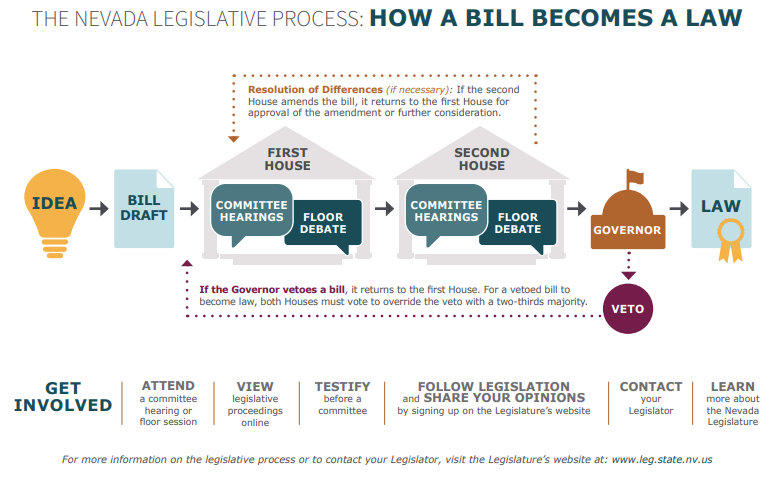 THE NEVADA LEGISLATIVE PROCESS: HOW A BILL BECOMES A LAW
Resolution of Differences (if necessary): If the second
House amends the bill, it returns to the first House for
approval of the amendment or further consideration.
IDEA
BILL
DRAFT
FIRST
HOUSE
COMMITTEE
HEARINGS
FLOOR
DEBATE
SECOND
HOUSE
COMMITTEE
HEARINGS
FLOOR
DEBATE
GOVERNOR
LAW
If the Governor vetoes a bill, it returns to the first House. For a vetoed bill to
become law, both Houses must vote to override the veto with a two-thirds majority.
VETO
GET
INVOLVED
ATTEND
a committee
hearing or
floor session
VIEW
legislative
proceedings
online
TESTIFY
before a
committee
FOLLOW LEGISLATION
and SHARE YOUR OPINIONS
by signing up on the Legislature's website
CONTACT
your
Legislator
LEARN
more about
the Nevada
Legislature
For more information on the legislative process or to contact your Legislator, visit the Legislature's website at: www.leg.state.nv.us